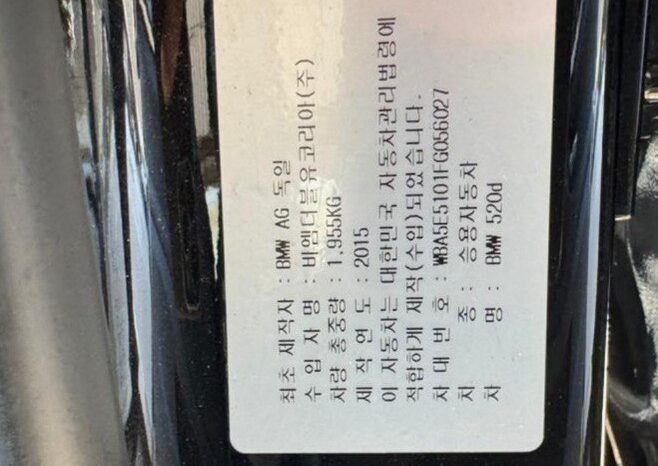 최초 제작자 : BMW AG 독일
수 입 자 명 : 비엠더블유코리아(주)
차량 총중량 : 1,955KG
제 작 연 도 : 2015
이 자동차는 대한민국 자동차관리법령에
적합하게 제작(수입)되었습니다.
차 대 번 호 : WBA5E5101FG056027
차 종 : 승용자동차
차 명 : BMW 520d